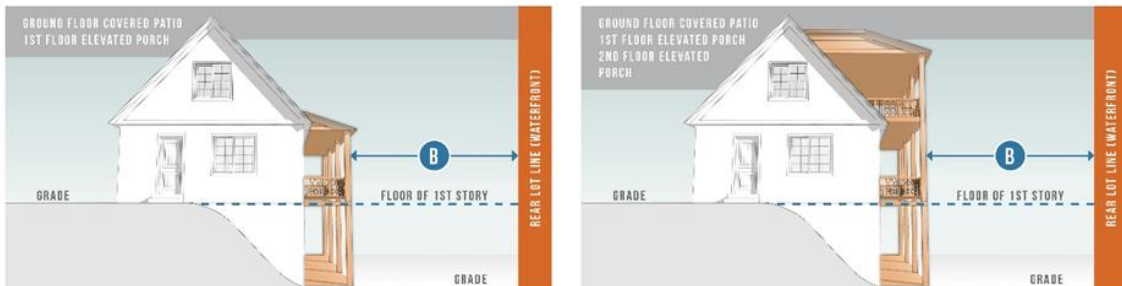 GROUND FLOOR COVERED PATIO
1ST FLOOR ELEVATED PORCH
B
GRADE
FLOOR OF 1ST STORY
GRADE
REAR LOT LINE (WATERFRONT)
GROUND FLOOR COVERED PATIO
1ST FLOOR ELEVATED PORCH
2ND FLOOR ELEVATED
PORCH
B
GRADE
FLOOR OF 1ST STORY
GRADE
REAR LOT LINE (WATERFRONT)